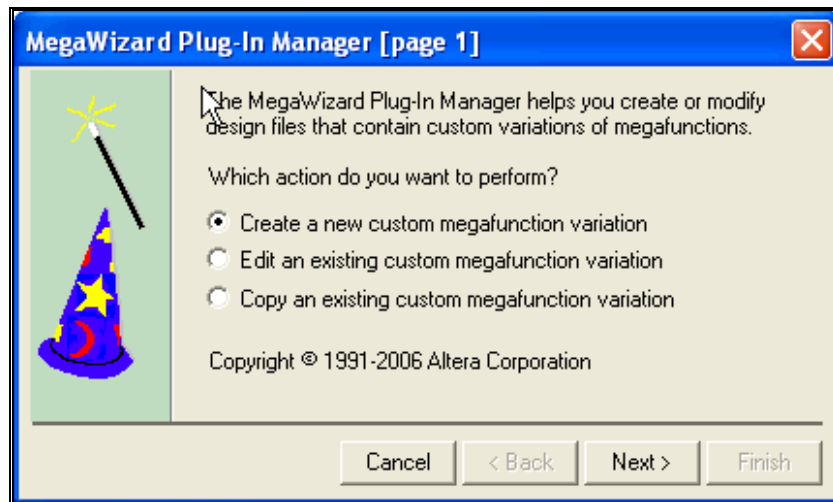 MegaWizard Plug-In Manager [page 1]
The MegaWizard Plug-In Manager helps you create or modify
design files that contain custom variations of megafunctions.
Which action do you want to perform?
Create a new custom megafunction variation
Edit an existing custom megafunction variation
Copy an existing custom megafunction variation
Copyright © 1991-2006 Altera Corporation
Cancel < Back Next > Finish